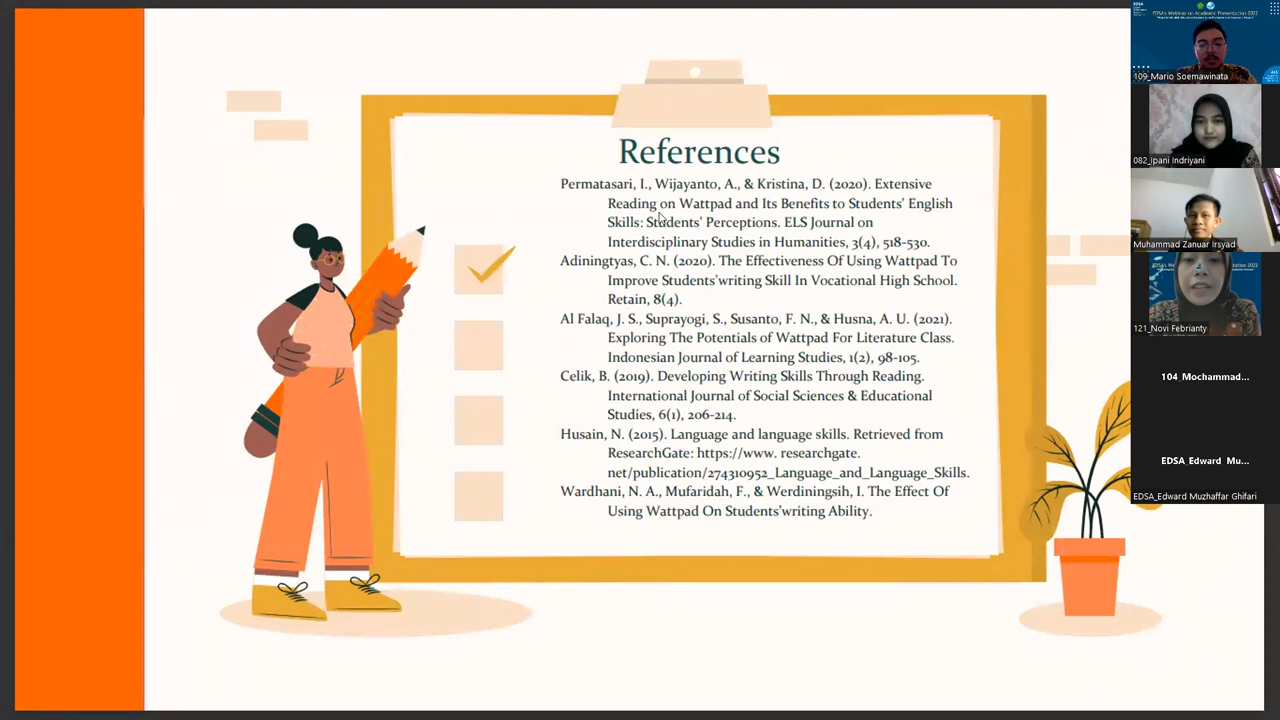 References
Permatasari, I., Wijayanto, A., & Kristina, D. (2020). Extensive
Reading on Wattpad and Its Benefits to Students' English
Skills: Students' Perceptions. ELS Journal on
Interdisciplinary Studies in Humanities, 3(4), 518-530.
Adiningtyas, C. N. (2020). The Effectiveness Of Using Wattpad To
Improve Students'writing Skill In Vocational High School.
Retain, 8(4).
Al Falaq, J. S., Suprayogi, S., Susanto, F. N., & Husna, A. U. (2021).
Exploring The Potentials of Wattpad For Literature Class.
Indonesian Journal of Learning Studies, 1(2), 98-105.
Celik, B. (2019). Developing Writing Skills Through Reading.
International Journal of Social Sciences & Educational
Studies, 6(1), 206-214.
Husain, N. (2015). Language and language skills. Retrieved from
ResearchGate: https://www. researchgate.
net/publication/274310952_Language_and_Language_Skills.
Wardhani, N. A., Mufaridah, F., & Werdiningsih, I. The Effect Of
Using Wattpad On Students'writing Ability.
EDSA's Webinar on Academic Presentation 2022
109_Mario Soemawinata
082_Ipani Indriyani
Muhammad Zanuar Irsyad
121_Novi Febrianty
104_Mochammad...
EDSA_Edward Mu...
EDSA_Edward Muzhaffar Ghifari